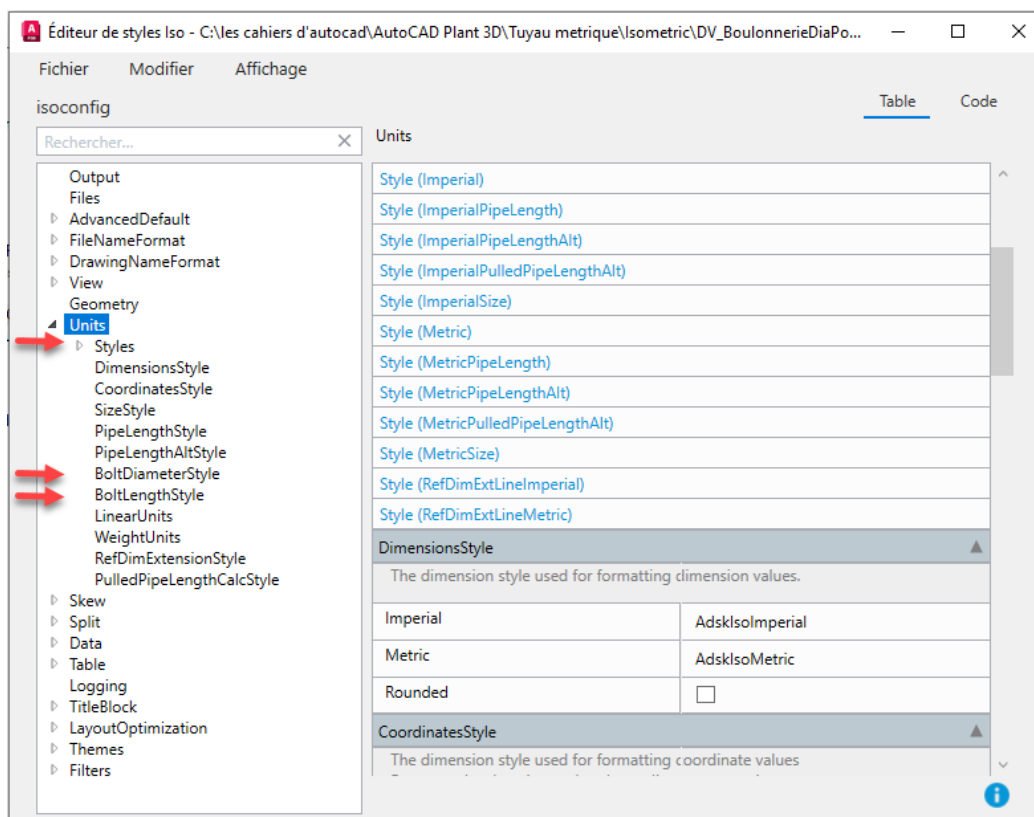 Éditeur de styles Iso - C:\les cahiers d'autocad\AutoCAD Plant 3D\Tuyau metrique\Isometric\DV_BoulonnerieDiaPo...
Fichier Modifier Affichage
isoconfig
Table Code
Rechercher...
Output
Files
AdvancedDefault
FileNameFormat
DrawingNameFormat
View
Geometry
Units
Styles
DimensionsStyle
CoordinatesStyle
SizeStyle
PipeLengthStyle
PipeLengthAltStyle
BoltDiameterStyle
BoltLengthStyle
LinearUnits
WeightUnits
RefDimExtensionStyle
PulledPipeLengthCalcStyle
Skew
Split
Data
Table
Logging
TitleBlock
LayoutOptimization
Themes
Filters
Units
Style (Imperial)
Style (ImperialPipeLength)
Style (ImperialPipeLengthAlt)
Style (ImperialPulledPipeLengthAlt)
Style (ImperialSize)
Style (Metric)
Style (MetricPipeLength)
Style (MetricPipeLengthAlt)
Style (MetricPulledPipeLengthAlt)
Style (MetricSize)
Style (RefDimExtLineImperial)
Style (RefDimExtLineMetric)
DimensionsStyle
The dimension style used for formatting dimension values.
Imperial AdskIsoImperial
Metric AdskIsoMetric
Rounded
CoordinatesStyle
The dimension style used for formatting coordinate values